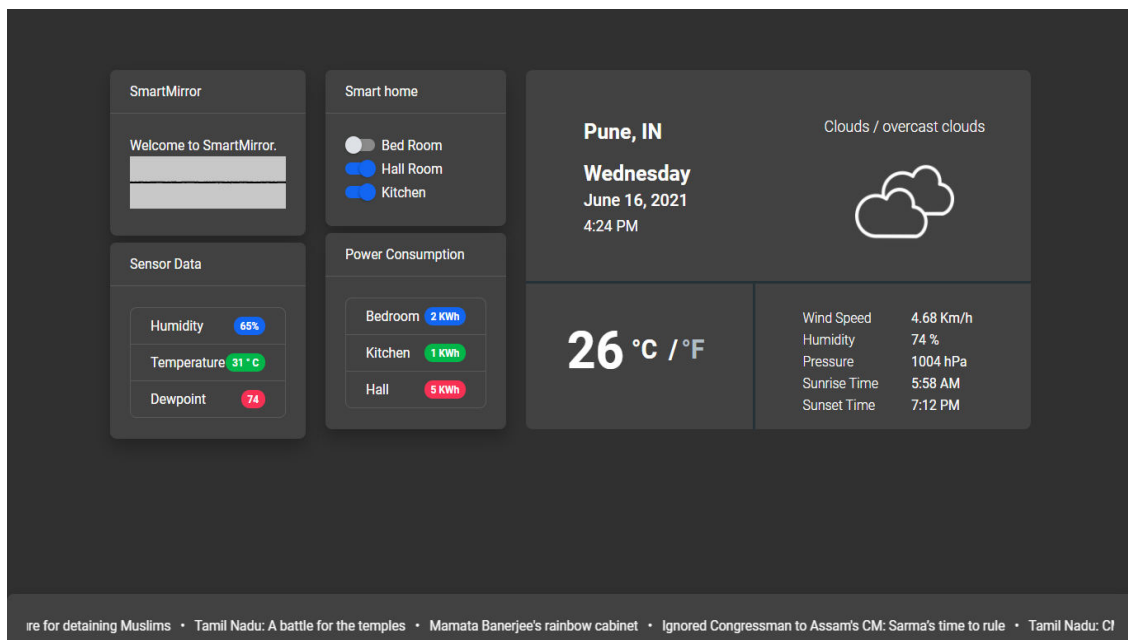 SmartMirror
Welcome to SmartMirror.
Sensor Data
Humidity 65%
Temperature 31 ° C
Dewpoint 74
Smart home
Bed Room
Hall Room
Kitchen
Power Consumption
Bedroom 2 KWh
Kitchen 1 KWh
Hall 5 KWh
Pune, IN
Wednesday
June 16, 2021
4:24 PM
Clouds / overcast clouds
26 °C / °F
Wind Speed 4.68 Km/h
Humidity 74 %
Pressure 1004 hPa
Sunrise Time 5:58 AM
Sunset Time 7:12 PM
for detaining Muslims • Tamil Nadu: A battle for the temples • Mamata Banerjee's rainbow cabinet • Ignored Congressman to Assam's CM: Sarma's time to rule • Tamil Nadu: